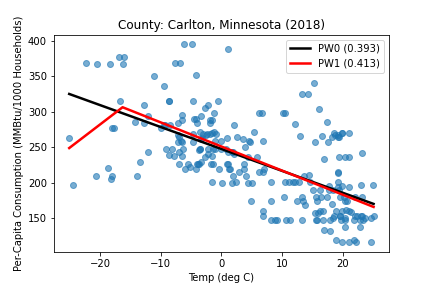 County: Carlton, Minnesota (2018)
Per-Capita Consumption (MMBtu/1000 Households)
400
350
300
250
200
150
PW0 (0.393)
PW1 (0.413)
−20 −10 0 10 20
Temp (deg C)